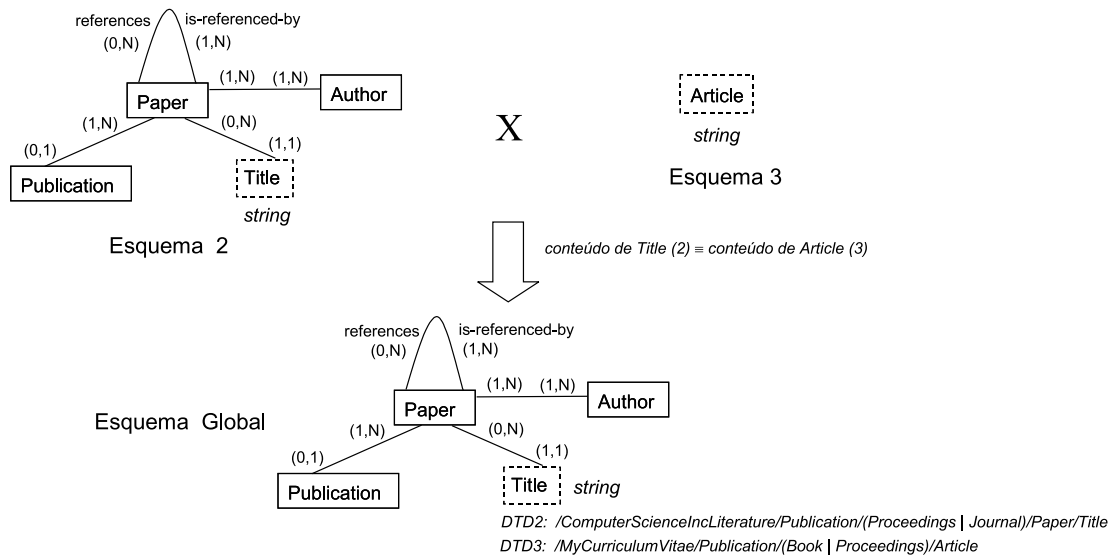 references is-referenced-by
(0,N) (1,N)
(1,N) (1,N)
Paper Author
(1,N) (0,N)
(0,1) (1,1)
Publication Title
string
Esquema 2
X
Article
string
Esquema 3
conteúdo de Title (2) ≡ conteúdo de Article (3)
references is-referenced-by
(0,N) (1,N)
(1,N) (1,N)
Paper Author
Esquema Global
(1,N) (0,N)
(0,1) (1,1)
Publication Title string
DTD2: /ComputerScienceIncLiterature/Publication/(Proceedings | Journal)/Paper/Title
DTD3: /MyCurriculumVitae/Publication/(Book | Proceedings)/Article